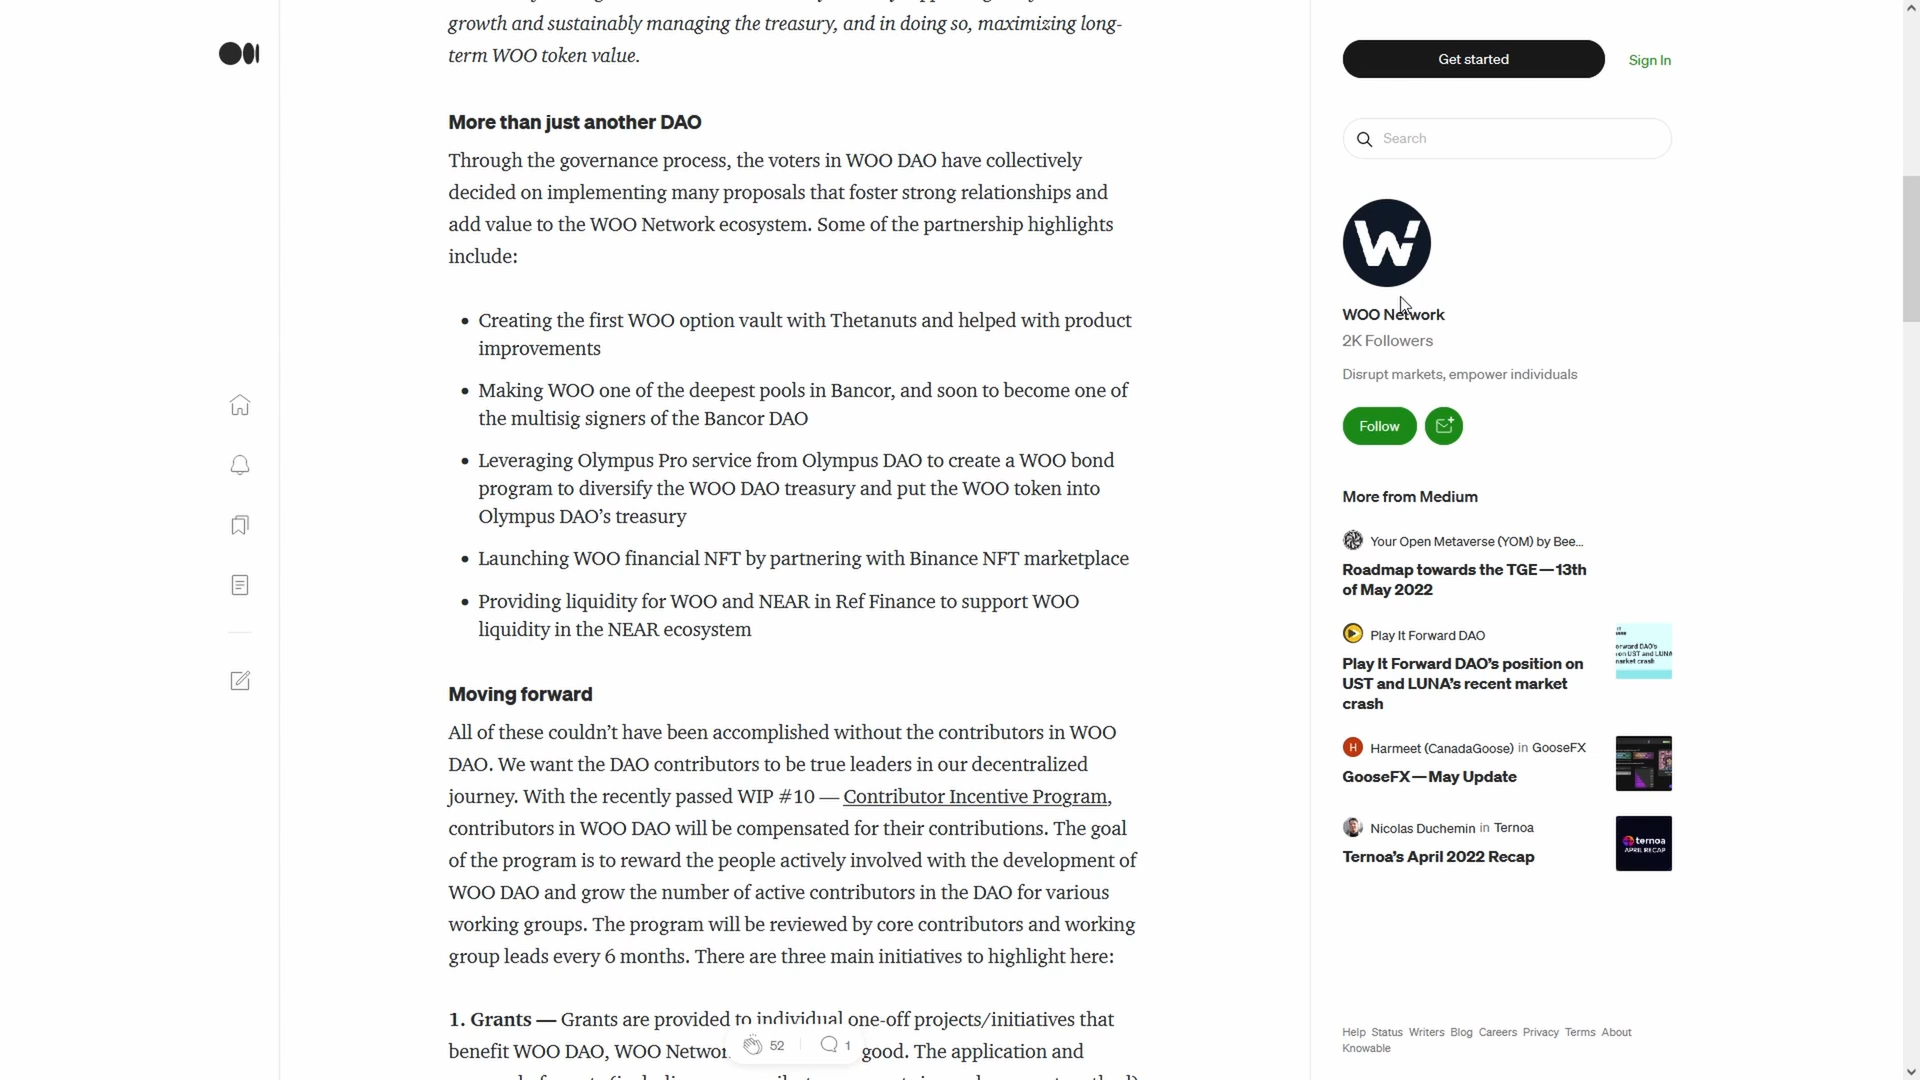 growth and sustainably managing the treasury, and in doing so, maximizing long-
term WOO token value.
More than just another DAO
Through the governance process, the voters in WOO DAO have collectively
decided on implementing many proposals that foster strong relationships and
add value to the WOO Network ecosystem. Some of the partnership highlights
include:
• Creating the first WOO option vault with Thetanuts and helped with product
improvements
• Making WOO one of the deepest pools in Bancor, and soon to become one of
the multisig signers of the Bancor DAO
• Leveraging Olympus Pro service from Olympus DAO to create a WOO bond
program to diversify the WOO DAO treasury and put the WOO token into
Olympus DAO’s treasury
• Launching WOO financial NFT by partnering with Binance NFT marketplace
• Providing liquidity for WOO and NEAR in Ref Finance to support WOO
liquidity in the NEAR ecosystem
Moving forward
All of these couldn’t have been accomplished without the contributors in WOO
DAO. We want the DAO contributors to be true leaders in our decentralized
journey. With the recently passed WIP #10 — Contributor Incentive Program,
contributors in WOO DAO will be compensated for their contributions. The goal
of the program is to reward the people actively involved with the development of
WOO DAO and grow the number of active contributors in the DAO for various
working groups. The program will be reviewed by core contributors and working
group leads every 6 months. There are three main initiatives to highlight here:
1. Grants — Grants are provided to individual one-off projects/initiatives that
benefit WOO DAO, WOO Networ good. The application and
52 1
Get started Sign In
Search
W
WOO Network
2K Followers
Disrupt markets, empower individuals
Follow
More from Medium
Your Open Metaverse (YOM) by Bee...
Roadmap towards the TGE — 13th
of May 2022
Play It Forward DAO
Play It Forward DAO’s position on
UST and LUNA’s recent market
crash
orward DAO's
on UST and LUNA
market crash
H Harmeet (CanadaGoose) in GooseFX
GooseFX — May Update
Nicolas Duchemin in Ternoa
Ternoa’s April 2022 Recap
ternoa
APRIL RECAP
Help Status Writers Blog Careers Privacy Terms About
Knowable